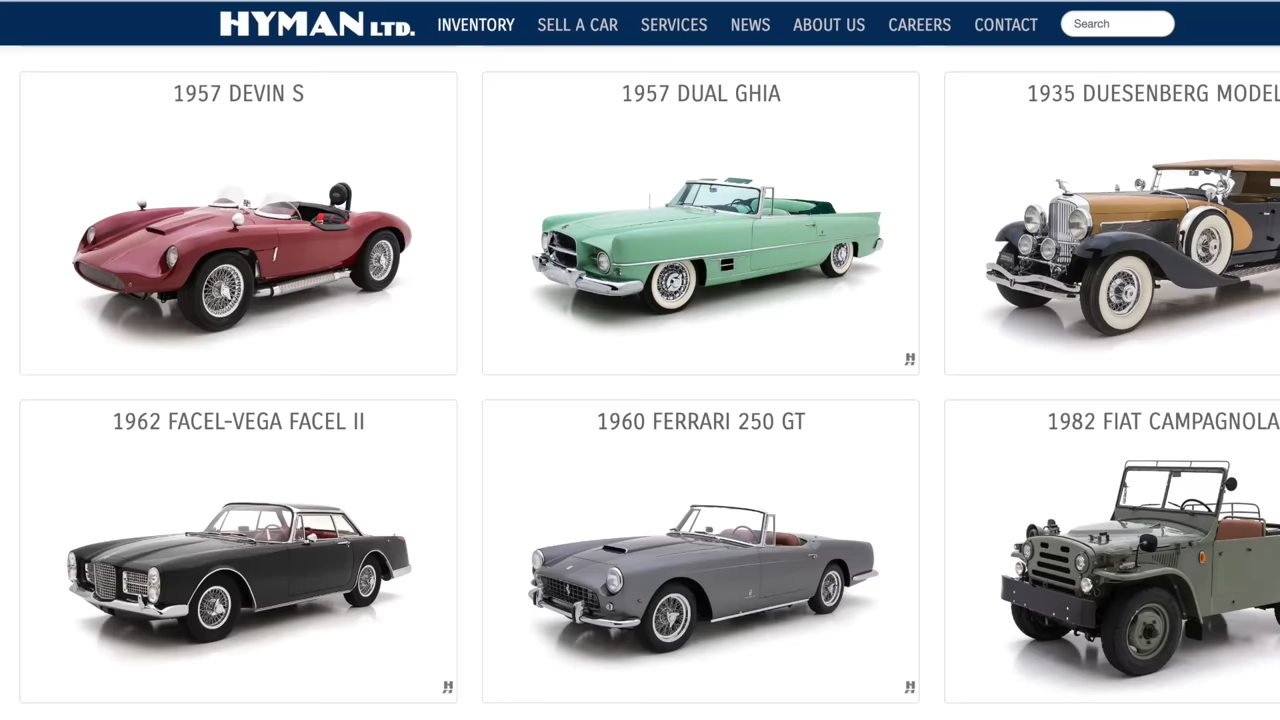 HYMAN LTD. INVENTORY SELL A CAR SERVICES NEWS ABOUT US CAREERS CONTACT Search
1957 DEVIN S
1957 DUAL GHIA
1935 DUESENBERG MODEL
1962 FACEL-VEGA FACEL II
1960 FERRARI 250 GT
1982 FIAT CAMPAGNOLA